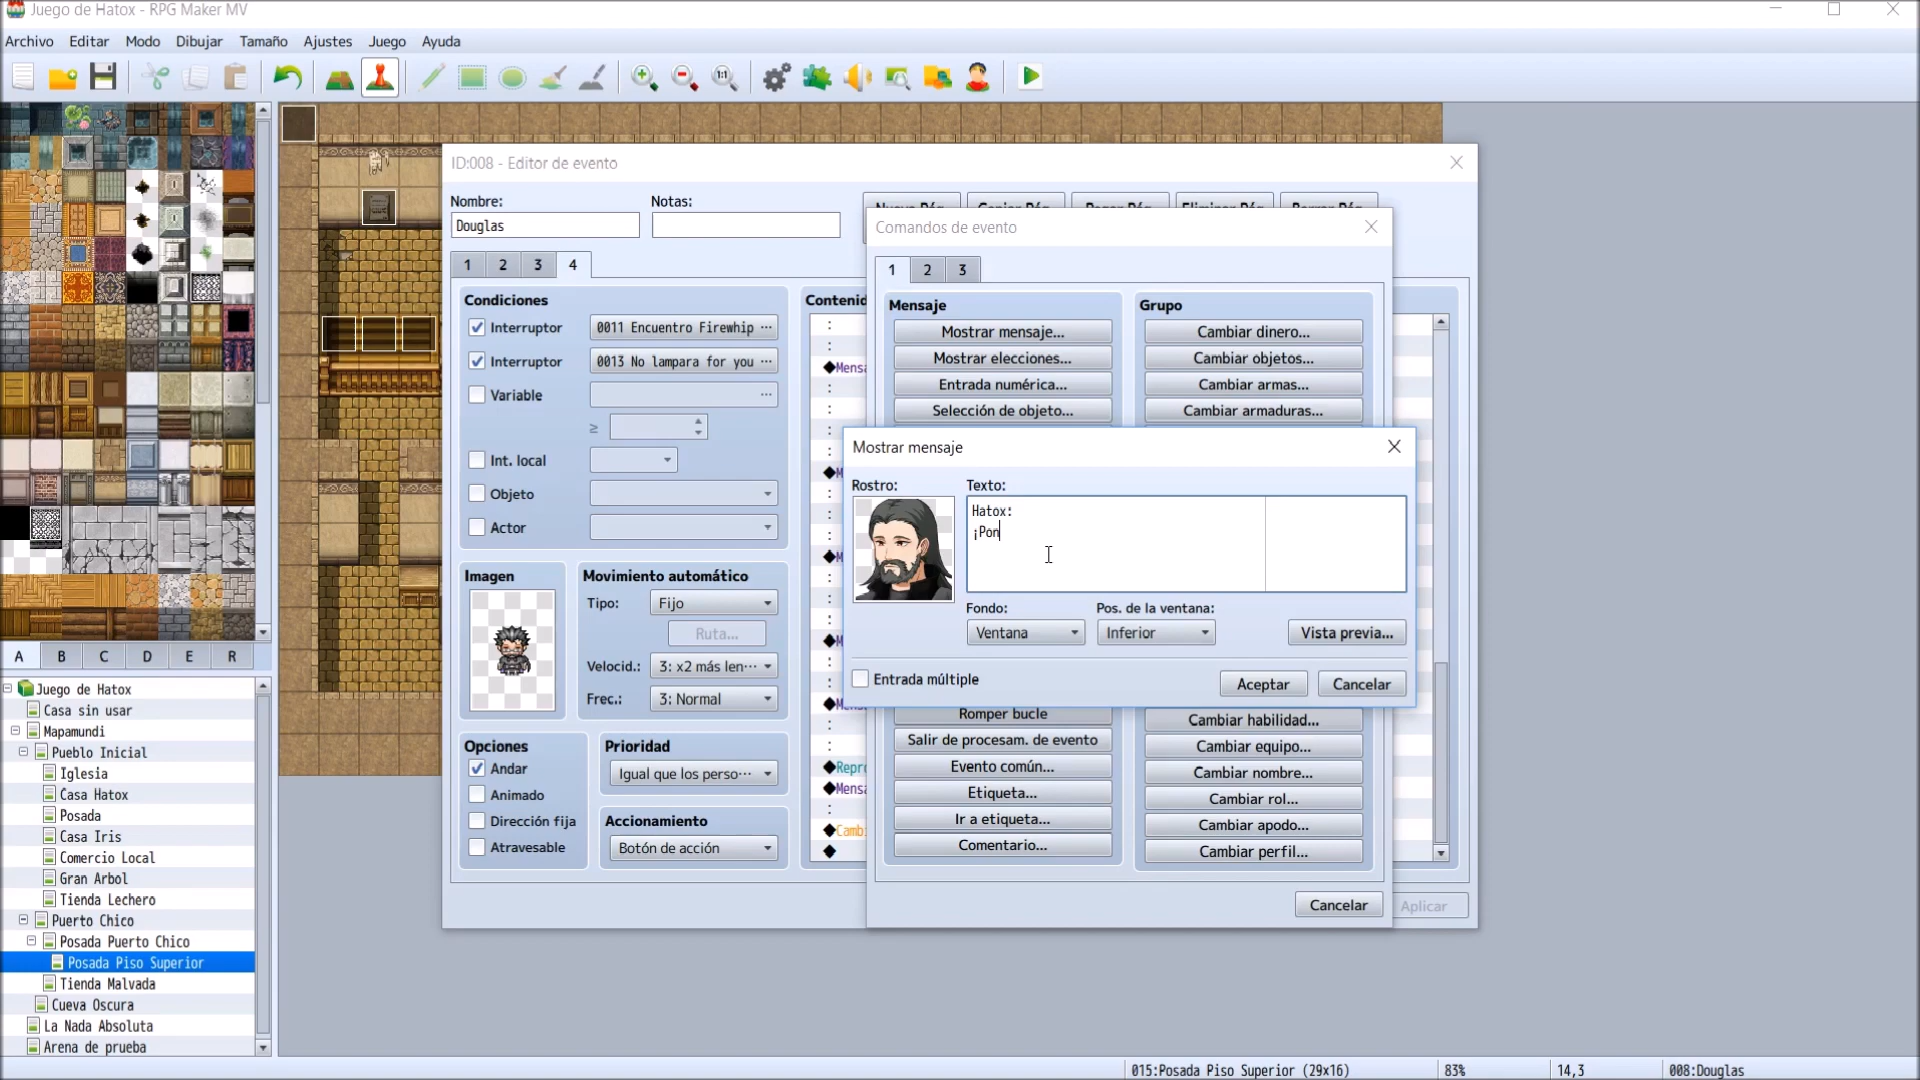 Juego de Hatox - RPG Maker MV
Archivo Editar Modo Dibujar Tamaño Ajustes Juego Ayuda
1:1
ID:008 - Editor de evento
Nombre:
Notas:
Douglas
Comandos de evento
1 2 3 4
1 2 3
Condiciones
Interruptor
0011 Encuentro Firewhip ...
Interruptor
0013 No lampara for you ...
Variable
...
≥
Int. local
Objeto
Actor
Mensaje
Mostrar mensaje...
Mostrar elecciones...
Entrada numérica...
Selección de objeto...
Grupo
Cambiar dinero...
Cambiar objetos...
Cambiar armas...
Cambiar armaduras...
Mostrar mensaje
Rostro:
Texto:
Hatox:
¡Pon
Fondo:
Ventana
Pos. de la ventana:
Inferior
Vista previa...
Entrada múltiple
Aceptar
Cancelar
Imagen
Movimiento automático
Tipo:
Fijo
Ruta...
Velocid.:
3: x2 más len...
Frec.:
3: Normal
Opciones
Andar
Animado
Dirección fija
Atravesable
Prioridad
Igual que los perso...
Accionamiento
Botón de acción
Romper bucle
Salir de procesam. de evento
Evento común...
Etiqueta...
Ir a etiqueta...
Comentario...
Cambiar habilidad...
Cambiar equipo...
Cambiar nombre...
Cambiar rol...
Cambiar apodo...
Cambiar perfil...
Cancelar
Aplicar
A B C D E R
Juego de Hatox
Casa sin usar
Mapamundi
Pueblo Inicial
Iglesia
Casa Hatox
Posada
Casa Iris
Comercio Local
Gran Arbol
Tienda Lechero
Puerto Chico
Posada Puerto Chico
Posada Piso Superior
Tienda Malvada
Cueva Oscura
La Nada Absoluta
Arena de prueba
015:Posada Piso Superior (29x16)
83%
14,3
008:Douglas